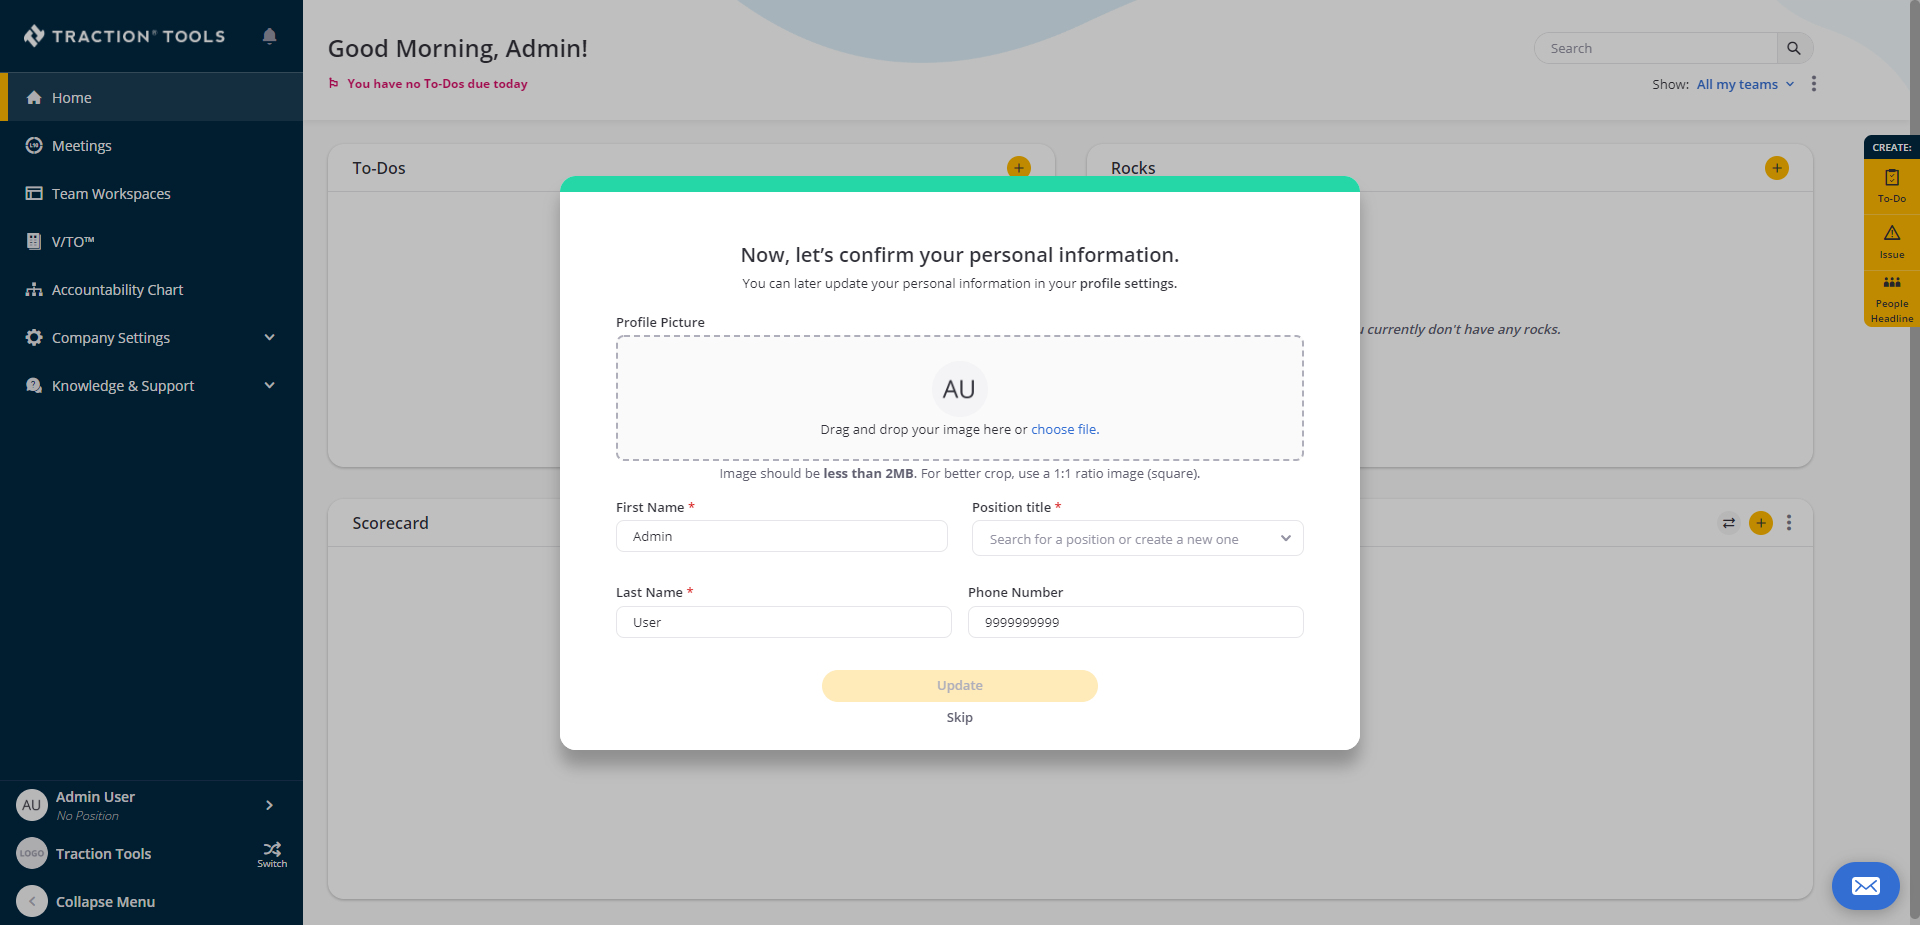 TRACTION® TOOLS
Home
Meetings
Team Workspaces
V/TO™
Accountability Chart
Company Settings
Knowledge & Support
AU
Admin User
No Position
LOGO
Traction Tools
Switch
Collapse Menu
Good Morning, Admin!
You have no To-Dos due today
Search
Show: All my teams
To-Dos
Rocks
currently don't have any rocks.
Scorecard
CREATE:
To-Do
Issue
People
Headline
Now, let’s confirm your personal information.
You can later update your personal information in your profile settings.
Profile Picture
AU
Drag and drop your image here or choose file.
Image should be less than 2MB. For better crop, use a 1:1 ratio image (square).
First Name *
Admin
Position title *
Search for a position or create a new one
Last Name *
User
Phone Number
9999999999
Update
Skip